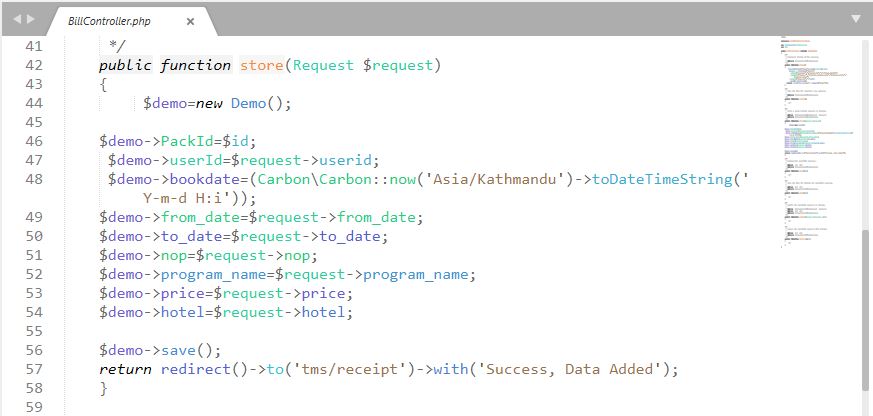 BillController.php ×
41 */
42 public function store(Request $request)
43 {
44 $demo=new Demo();
45
46 $demo->PackId=$id;
47 $demo->userId=$request->userid;
48 $demo->bookdate=(Carbon\Carbon::now('Asia/Kathmandu')->toDateTimeString('
Y-m-d H:i'));
49 $demo->from_date=$request->from_date;
50 $demo->to_date=$request->to_date;
51 $demo->nop=$request->nop;
52 $demo->program_name=$request->program_name;
53 $demo->price=$request->price;
54 $demo->hotel=$request->hotel;
55
56 $demo->save();
57 return redirect()->to('tms/receipt')->with('Success, Data Added');
58 }
59